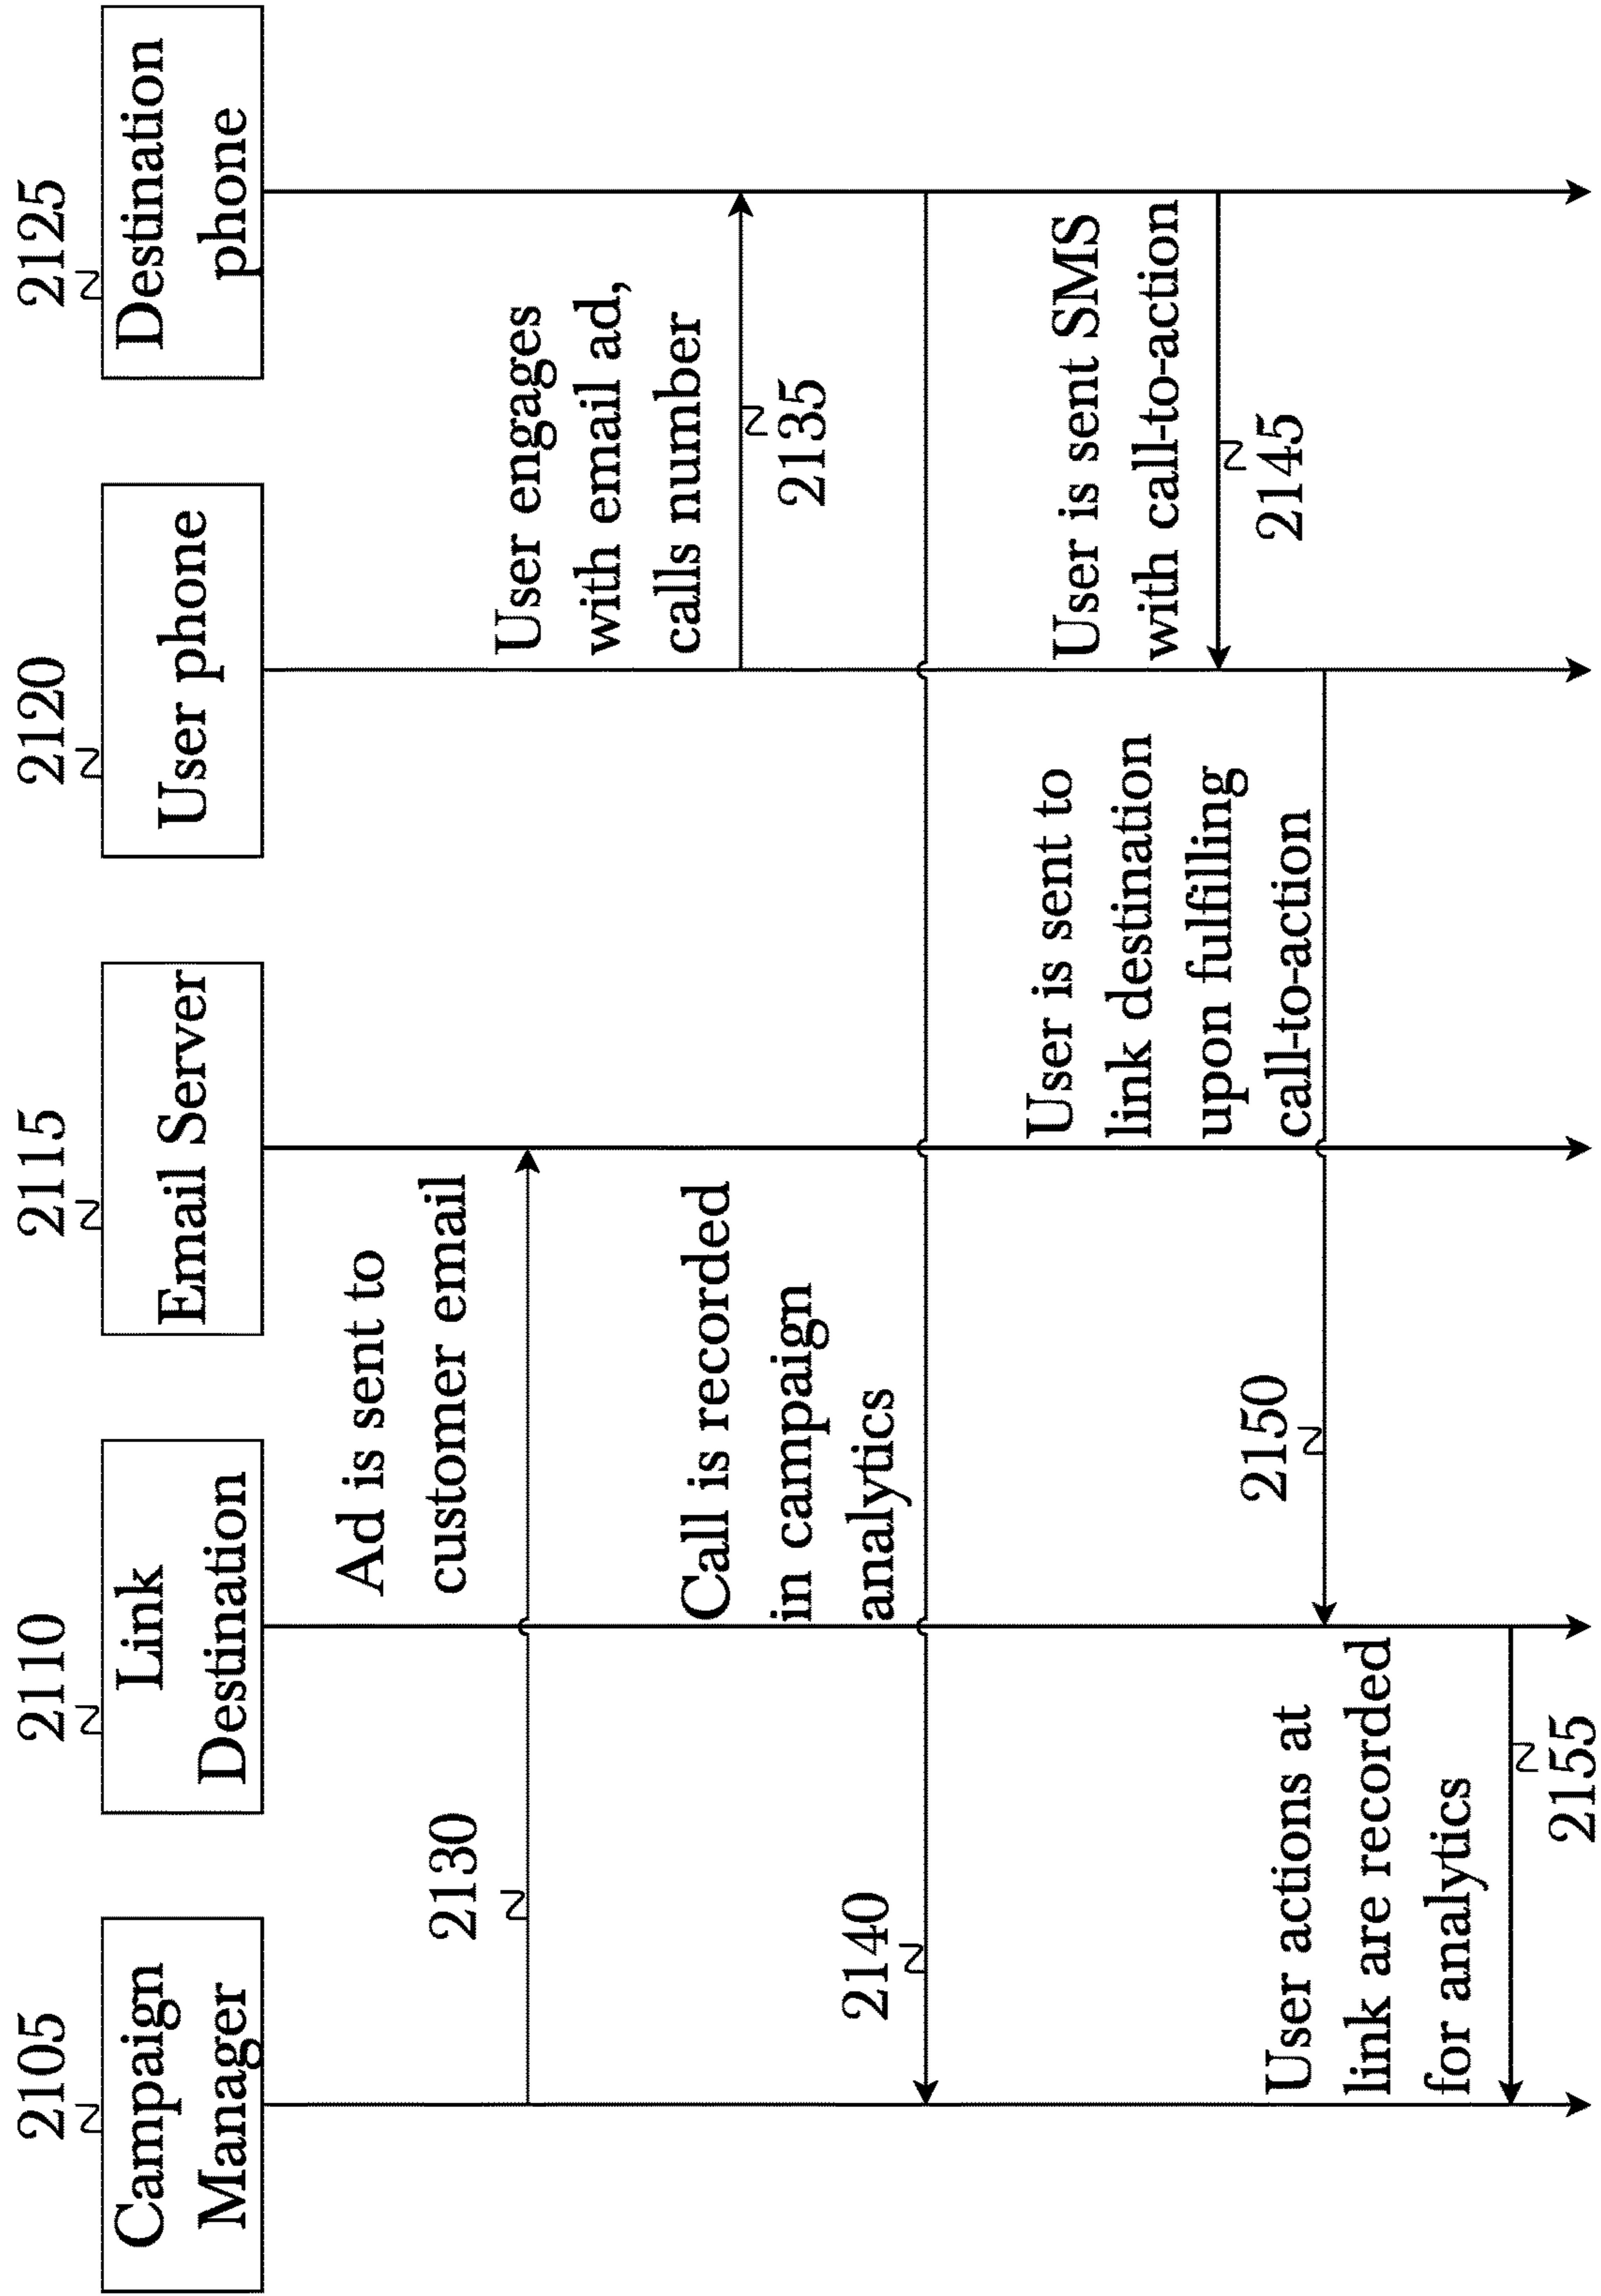 2105
Campaign
Manager
2110
Link
Destination
2115
Email Server
2120
User phone
2125
Destination
phone
Ad is sent to
customer email
2130
User engages
with email ad,
calls number
2135
Call is recorded
in campaign
analytics
2140
User is sent SMS
with call-to-action
2145
User is sent to
link destination
upon fulfilling
call-to-action
2150
User actions at
link are recorded
for analytics
2155